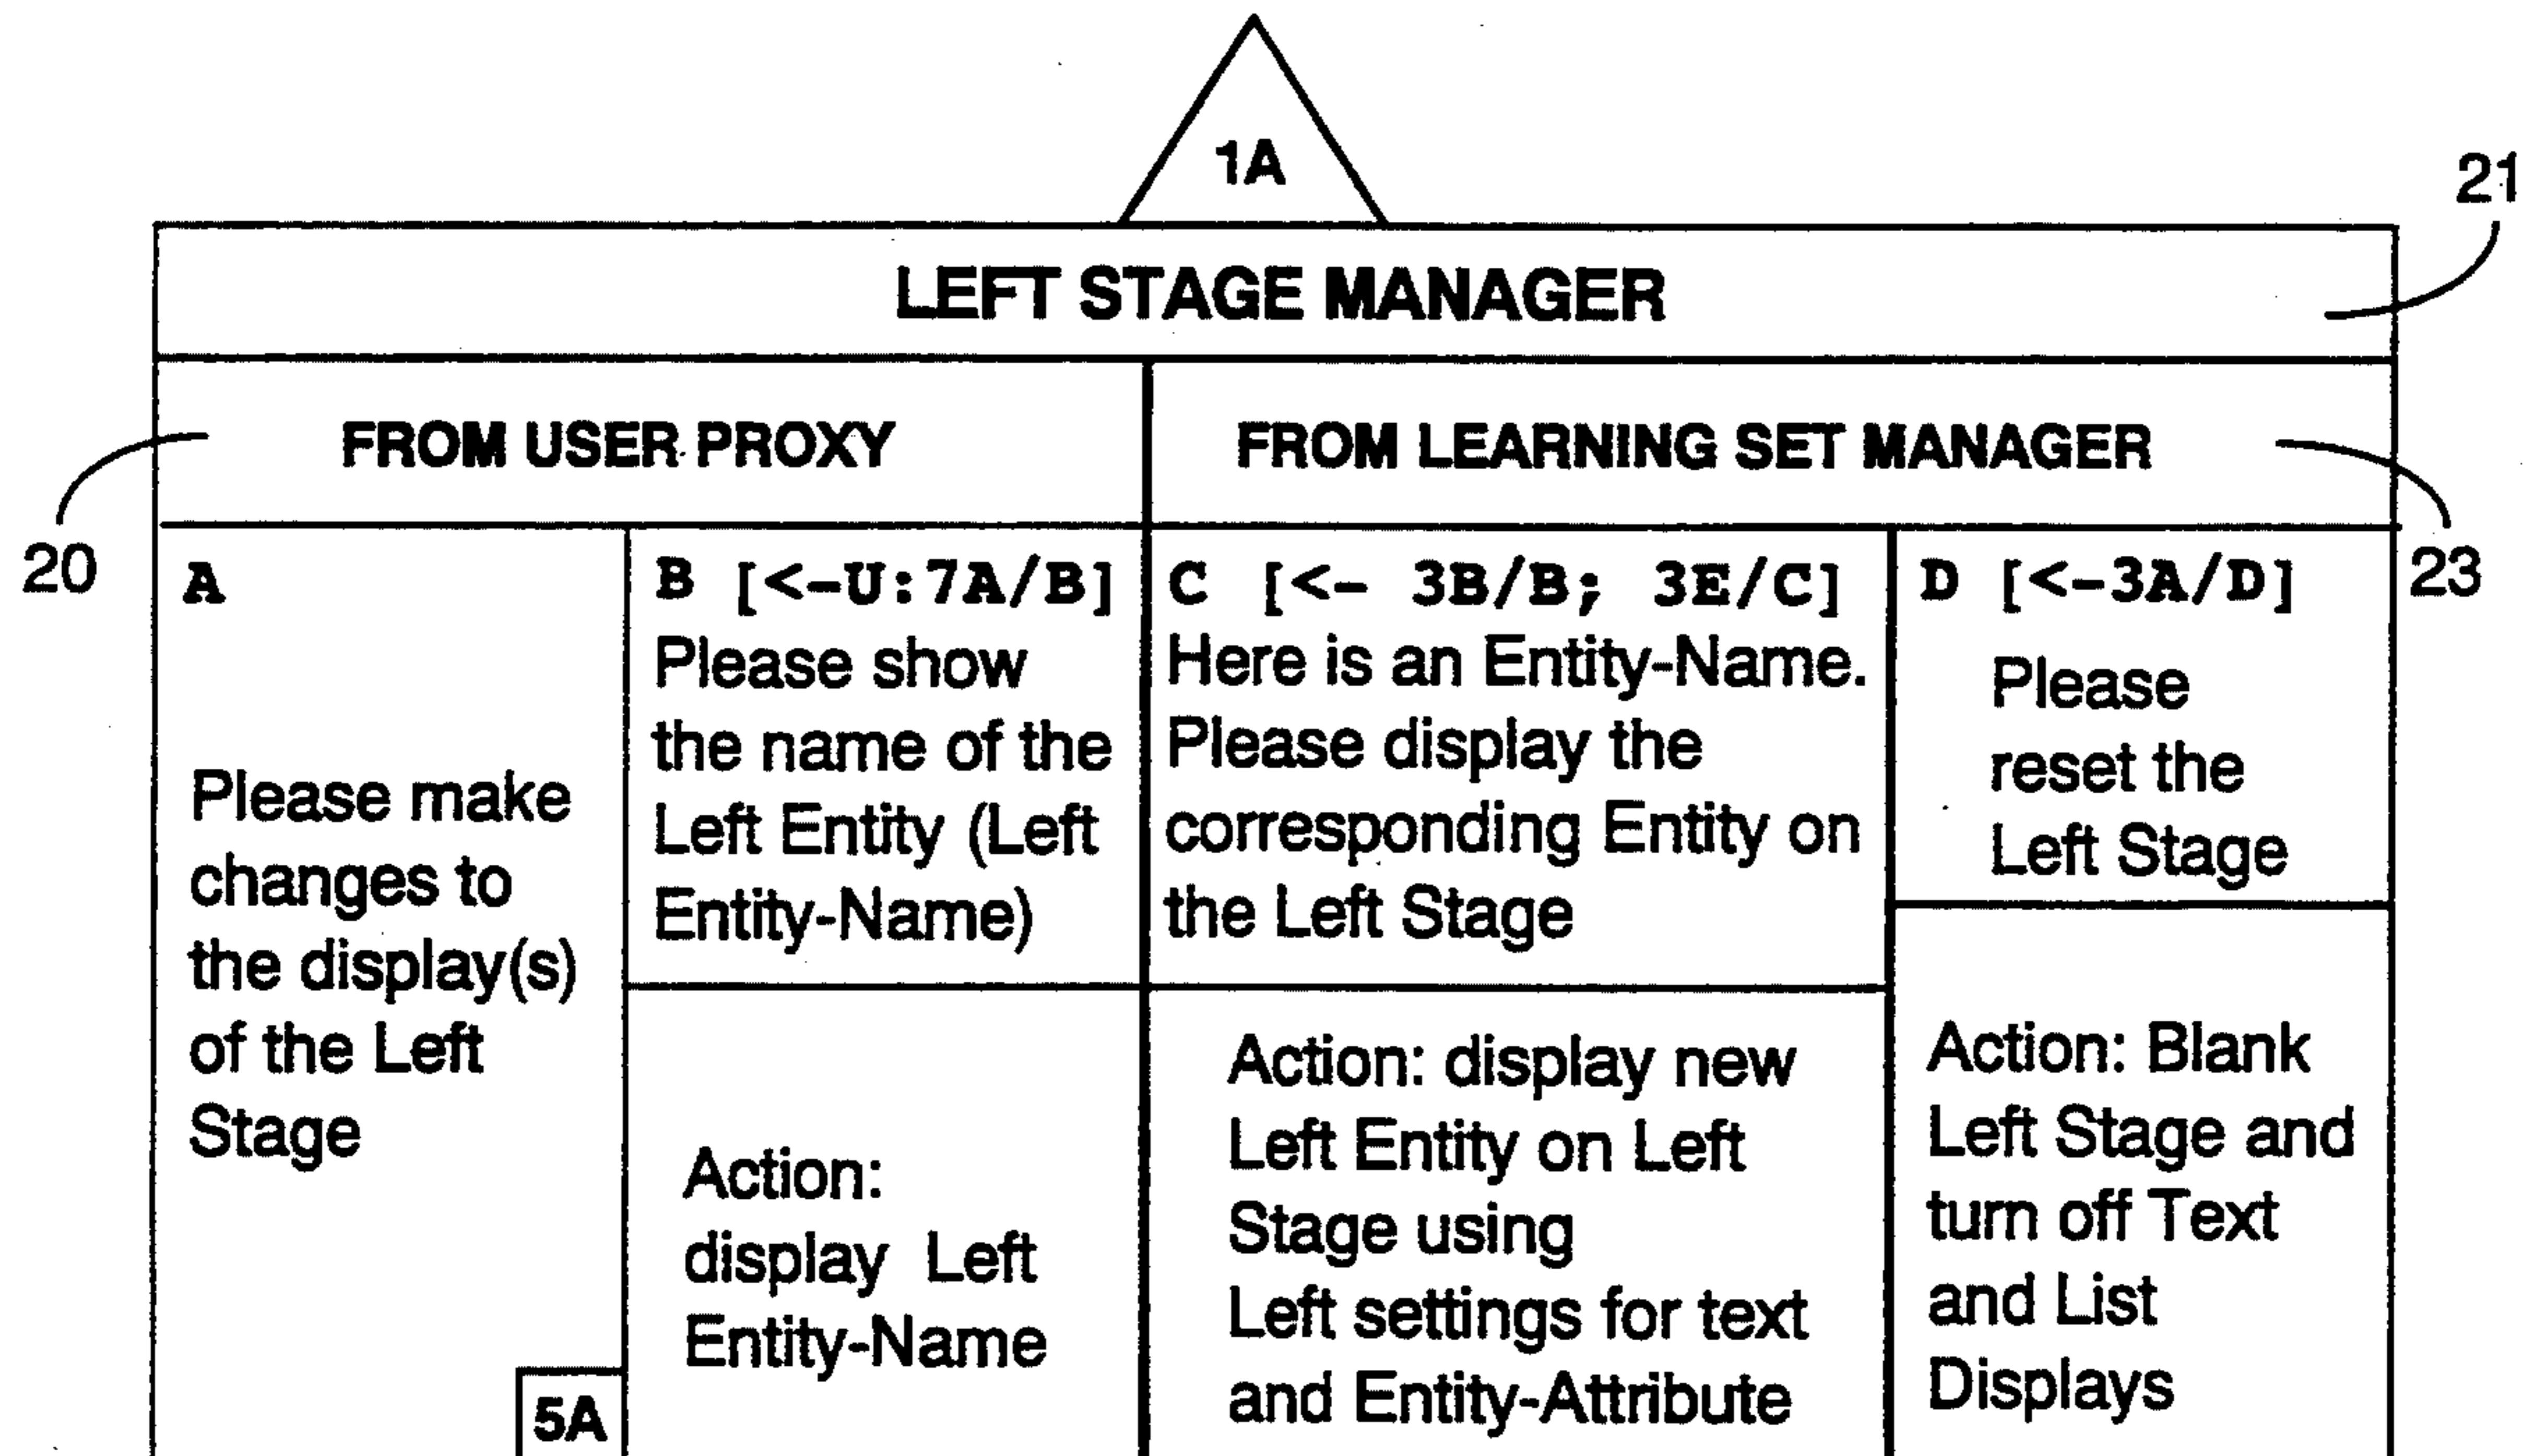 1A
21
LEFT STAGE MANAGER
FROM USER PROXY
FROM LEARNING SET MANAGER
20
23
A
Please make
changes to
the display(s)
of the Left
Stage
5A
B [<-U:7A/B]
Please show
the name of the
Left Entity (Left
Entity-Name)
Action:
display Left
Entity-Name
C [<- 3B/B; 3E/C]
Here is an Entity-Name.
Please display the
corresponding Entity on
the Left Stage
Action: display new
Left Entity on Left
Stage using
Left settings for text
and Entity-Attribute
D [<-3A/D]
Please
reset the
Left Stage
Action: Blank
Left Stage and
turn off Text
and List
Displays